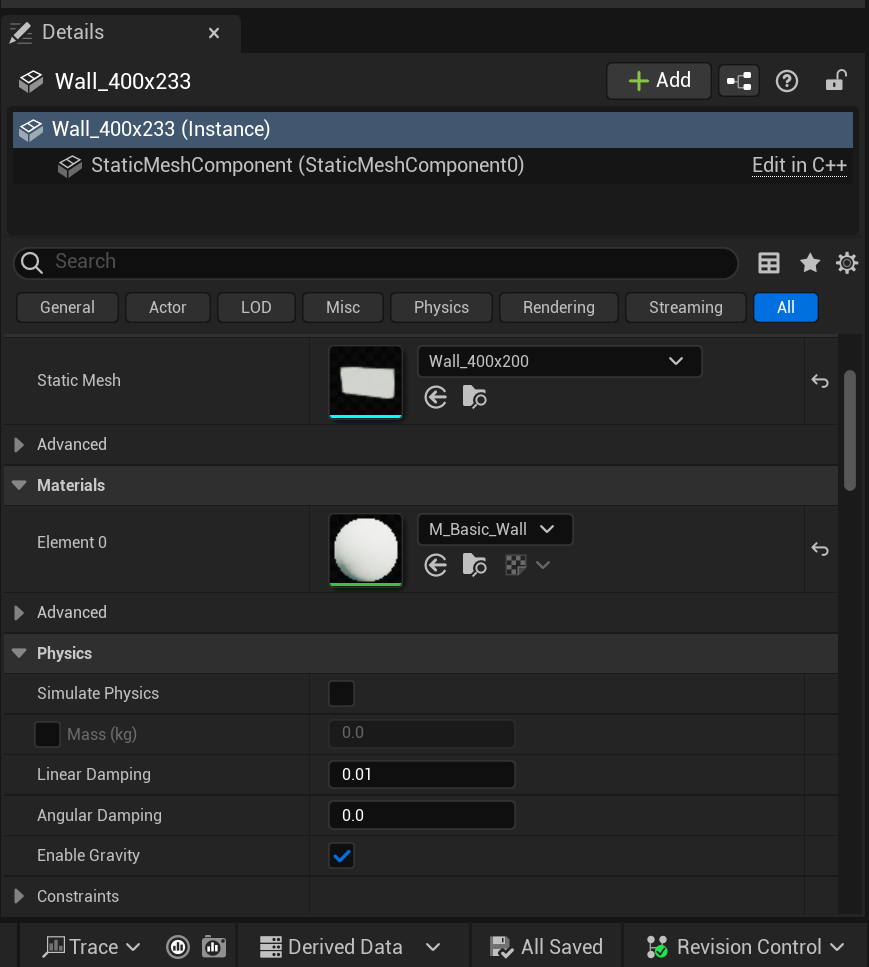 Details
Wall_400x233
Add
Wall_400x233 (Instance)
StaticMeshComponent (StaticMeshComponent0)
Edit in C++
Search
General
Actor
LOD
Misc
Physics
Rendering
Streaming
All
Static Mesh
Wall_400x200
Advanced
Materials
Element 0
M_Basic_Wall
Advanced
Physics
Simulate Physics
Mass (kg)
0.0
Linear Damping
0.01
Angular Damping
0.0
Enable Gravity
Constraints
Trace
Derived Data
All Saved
Revision Control